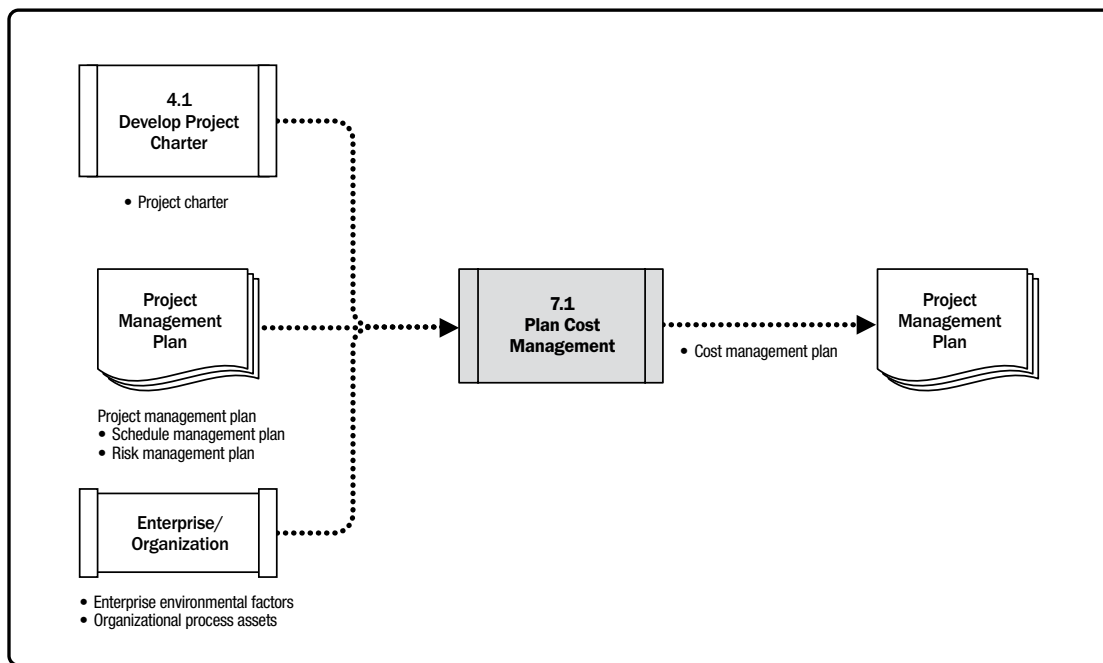 4.1
Develop Project
Charter
• Project charter
Project
Management
Plan
Project management plan
• Schedule management plan
• Risk management plan
Enterprise/
Organization
• Enterprise environmental factors
• Organizational process assets
7.1
Plan Cost
Management
• Cost management plan
Project
Management
Plan